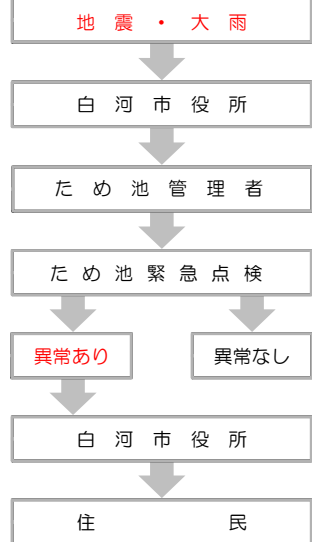 地震・大雨
白河市役所
ため池管理者
ため池緊急点検
異常あり 異常なし
白河市役所
住民